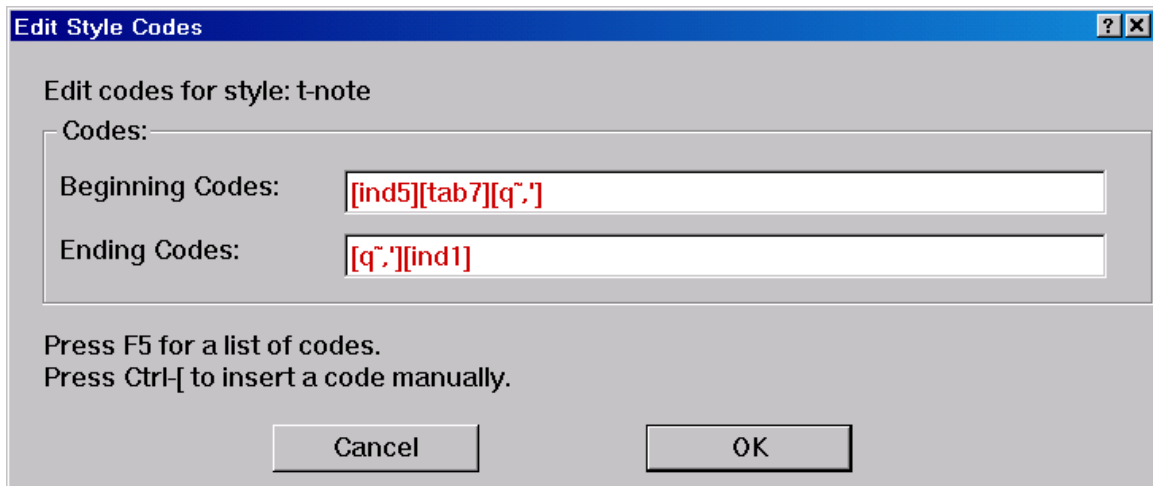 Edit Style Codes
Edit codes for style: t-note
Codes:
Beginning Codes: [ind5][tab7][q~,']
Ending Codes: [q~,'][ind1]
Press F5 for a list of codes.
Press Ctrl-[ to insert a code manually.
Cancel OK